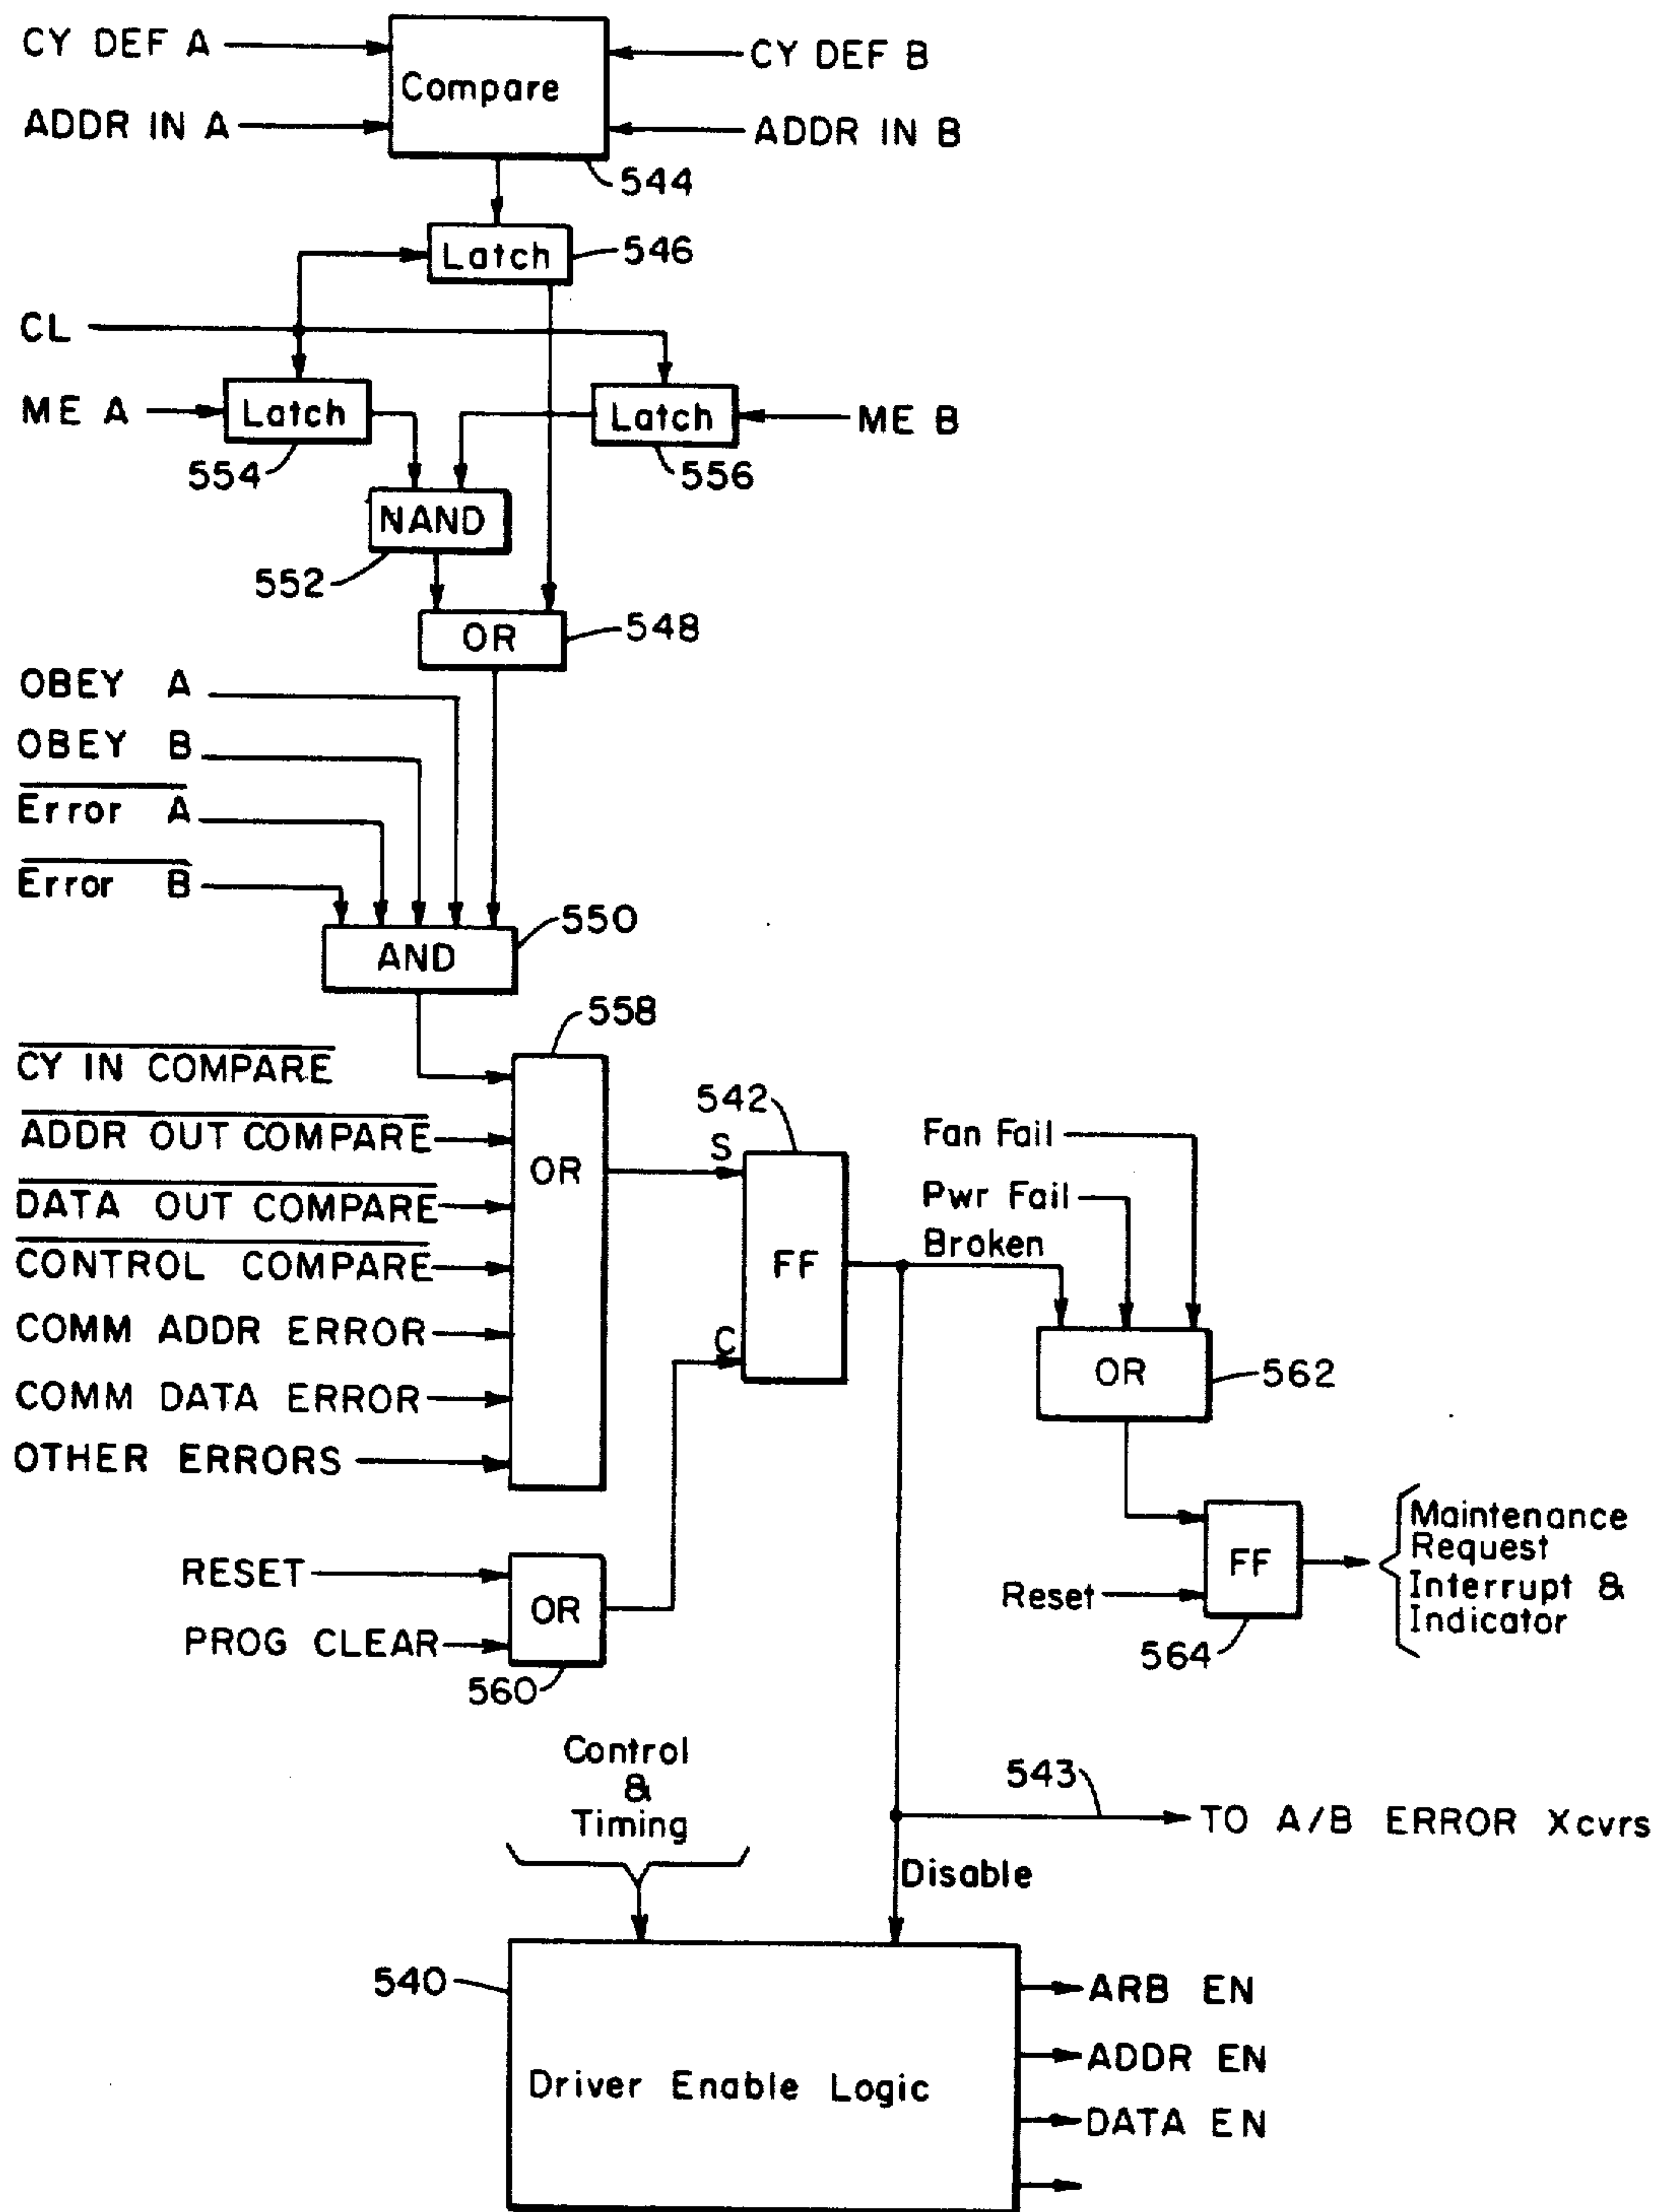 CY DEF A
CY DEF B
Compare
ADDR IN A
ADDR IN B
544
Latch
546
CL
ME A
Latch
Latch
ME B
554
556
NAND
552
OR
548
OBEY A
OBEY B
Error A
Error B
550
AND
558
CY IN COMPARE
ADDR OUT COMPARE
DATA OUT COMPARE
CONTROL COMPARE
COMM ADDR ERROR
COMM DATA ERROR
OTHER ERRORS
OR
542
S
C
FF
Fan Fail
Pwr Fail
Broken
OR
562
RESET
PROG CLEAR
OR
560
Reset
FF
564
Maintenance
Request
Interrupt &
Indicator
Control
&
Timing
543
TO A/B ERROR Xcvrs
Disable
540
Driver Enable Logic
ARB EN
ADDR EN
DATA EN